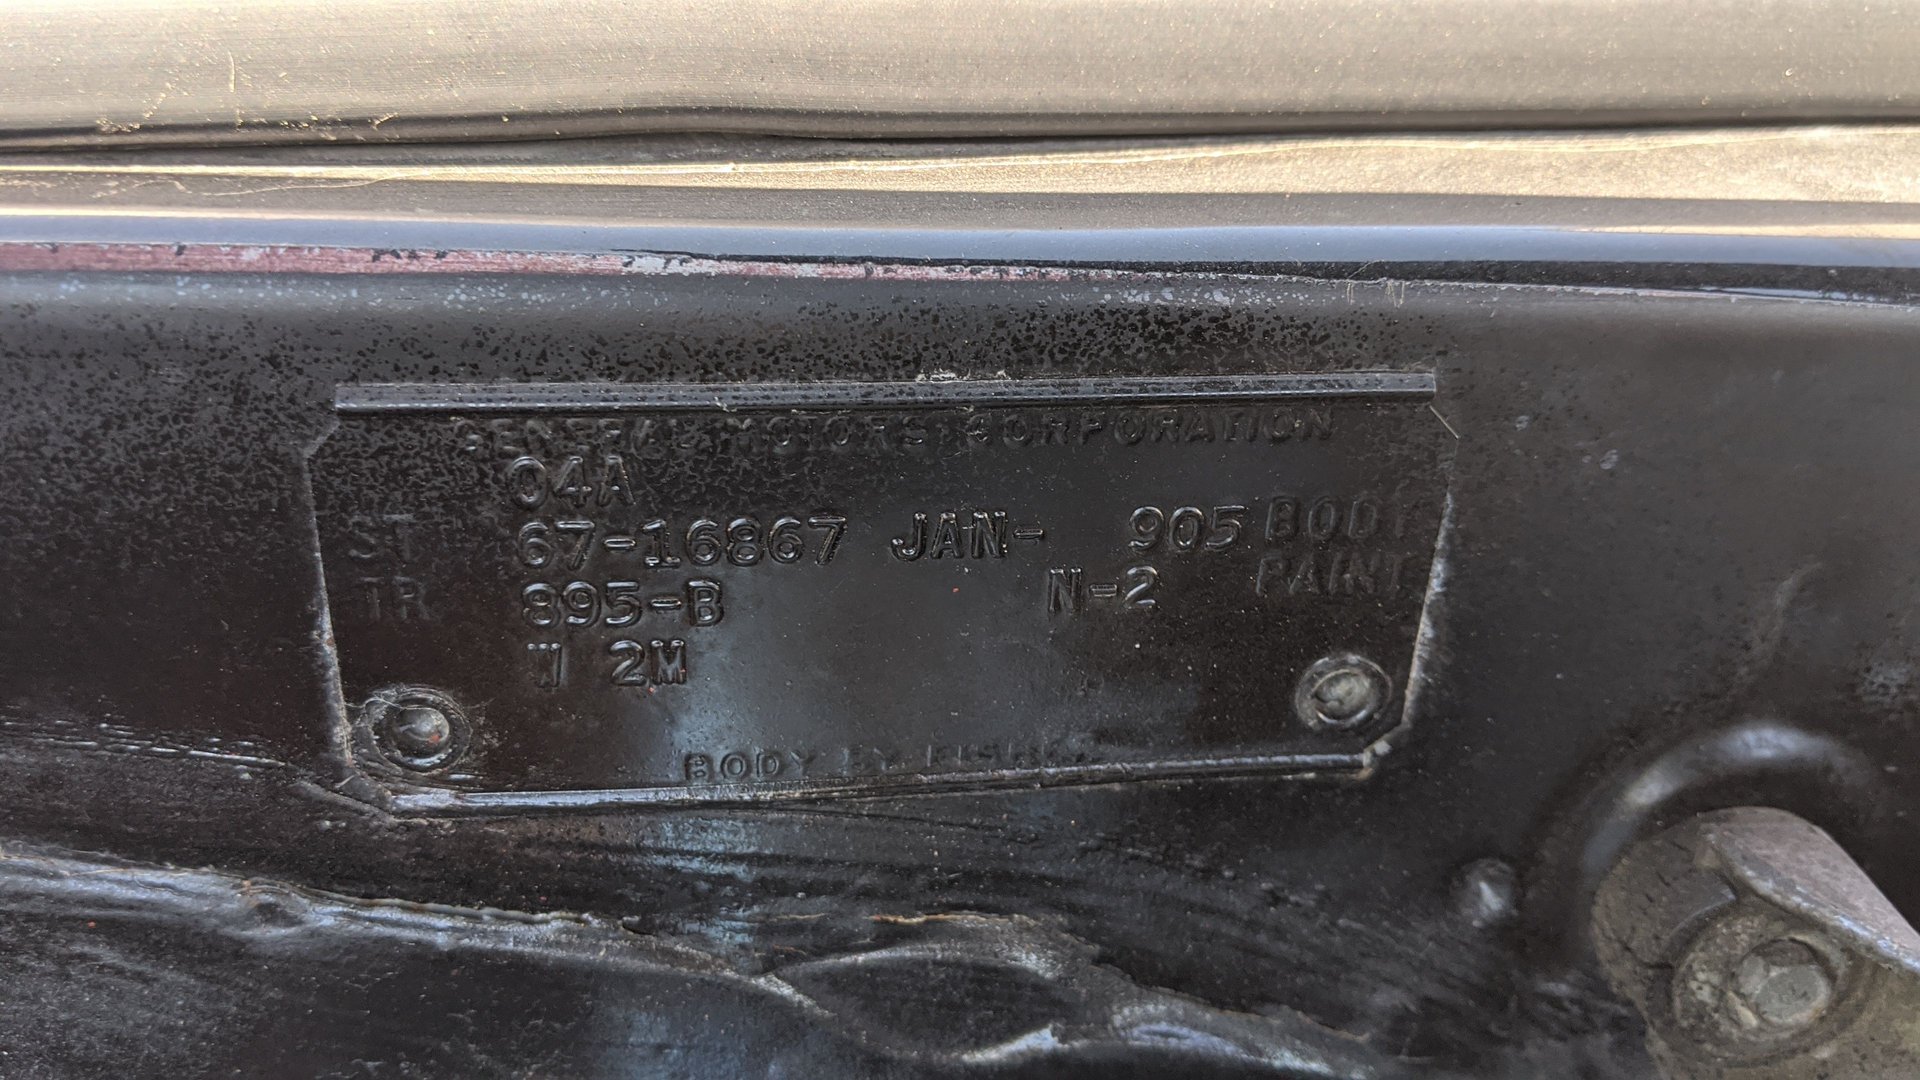 GENERAL MOTORS CORPORATION
04A
ST 67-16867 JAN- 905 BODY
TR 895-B N-2 PAINT
W 2M
BODY BY FISHER